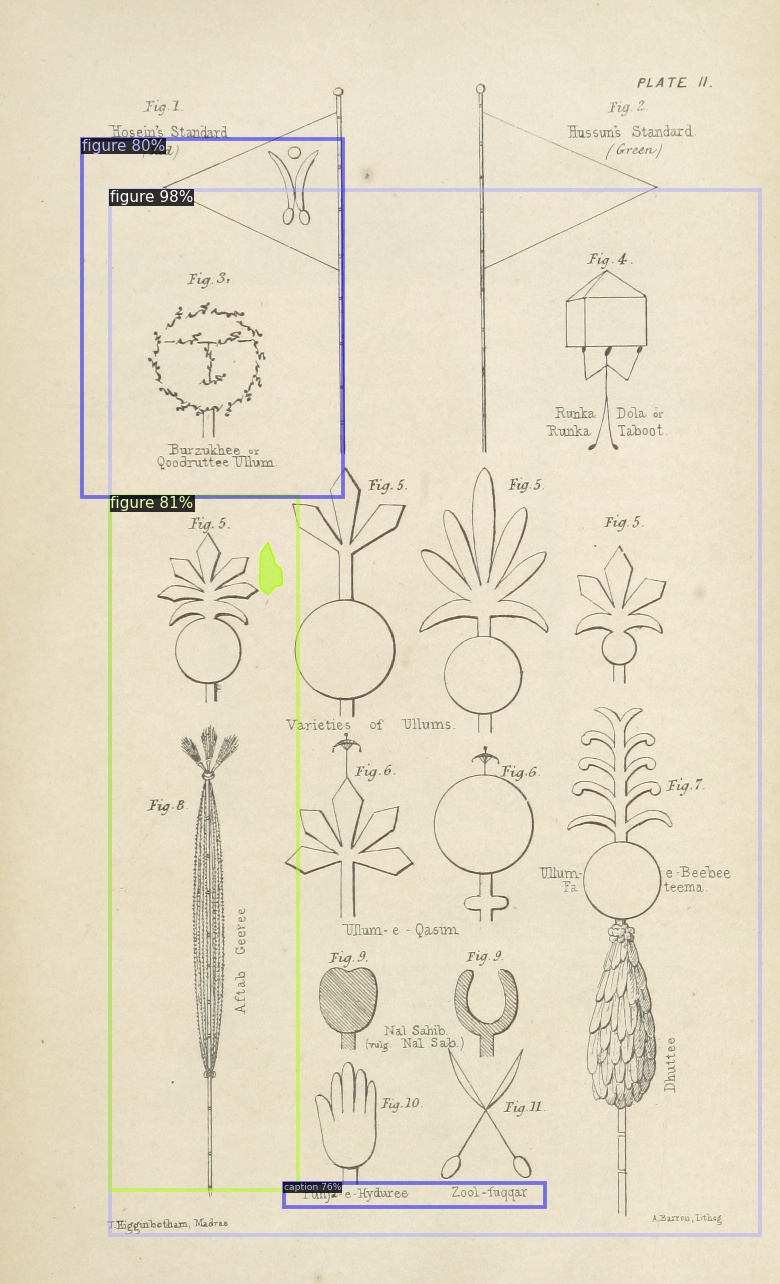 PLATE II.
Fig. 1.
Hosein's Standard
figure 80%
Fig. 2.
Hussun's Standard.
(Green)
figure 98%
Fig. 3.
Burzukhee or
Qoodruttee Ullum.
Fig. 4.
Runka Dola or
Runka Taboot.
figure 81%
Fig. 5.
Fig. 5.
Fig. 5.
Fig. 5.
Varieties of Ullums.
Fig. 6.
Fig. 6.
Ullum-e-Qasim
Fig. 7.
Ullum-e-Beebee
Fateema.
Dhuttee
Fig. 8.
Aftab Geeree
Fig. 9.
Fig. 9.
Nal Sahib.
(vulg. Nal Sab.)
Fig. 10.
Fig. 11.
caption 76%
Punja-e-Hyduree
Zool-fuqqar
J. Higginbotham, Madras
A. Barren, Lithog